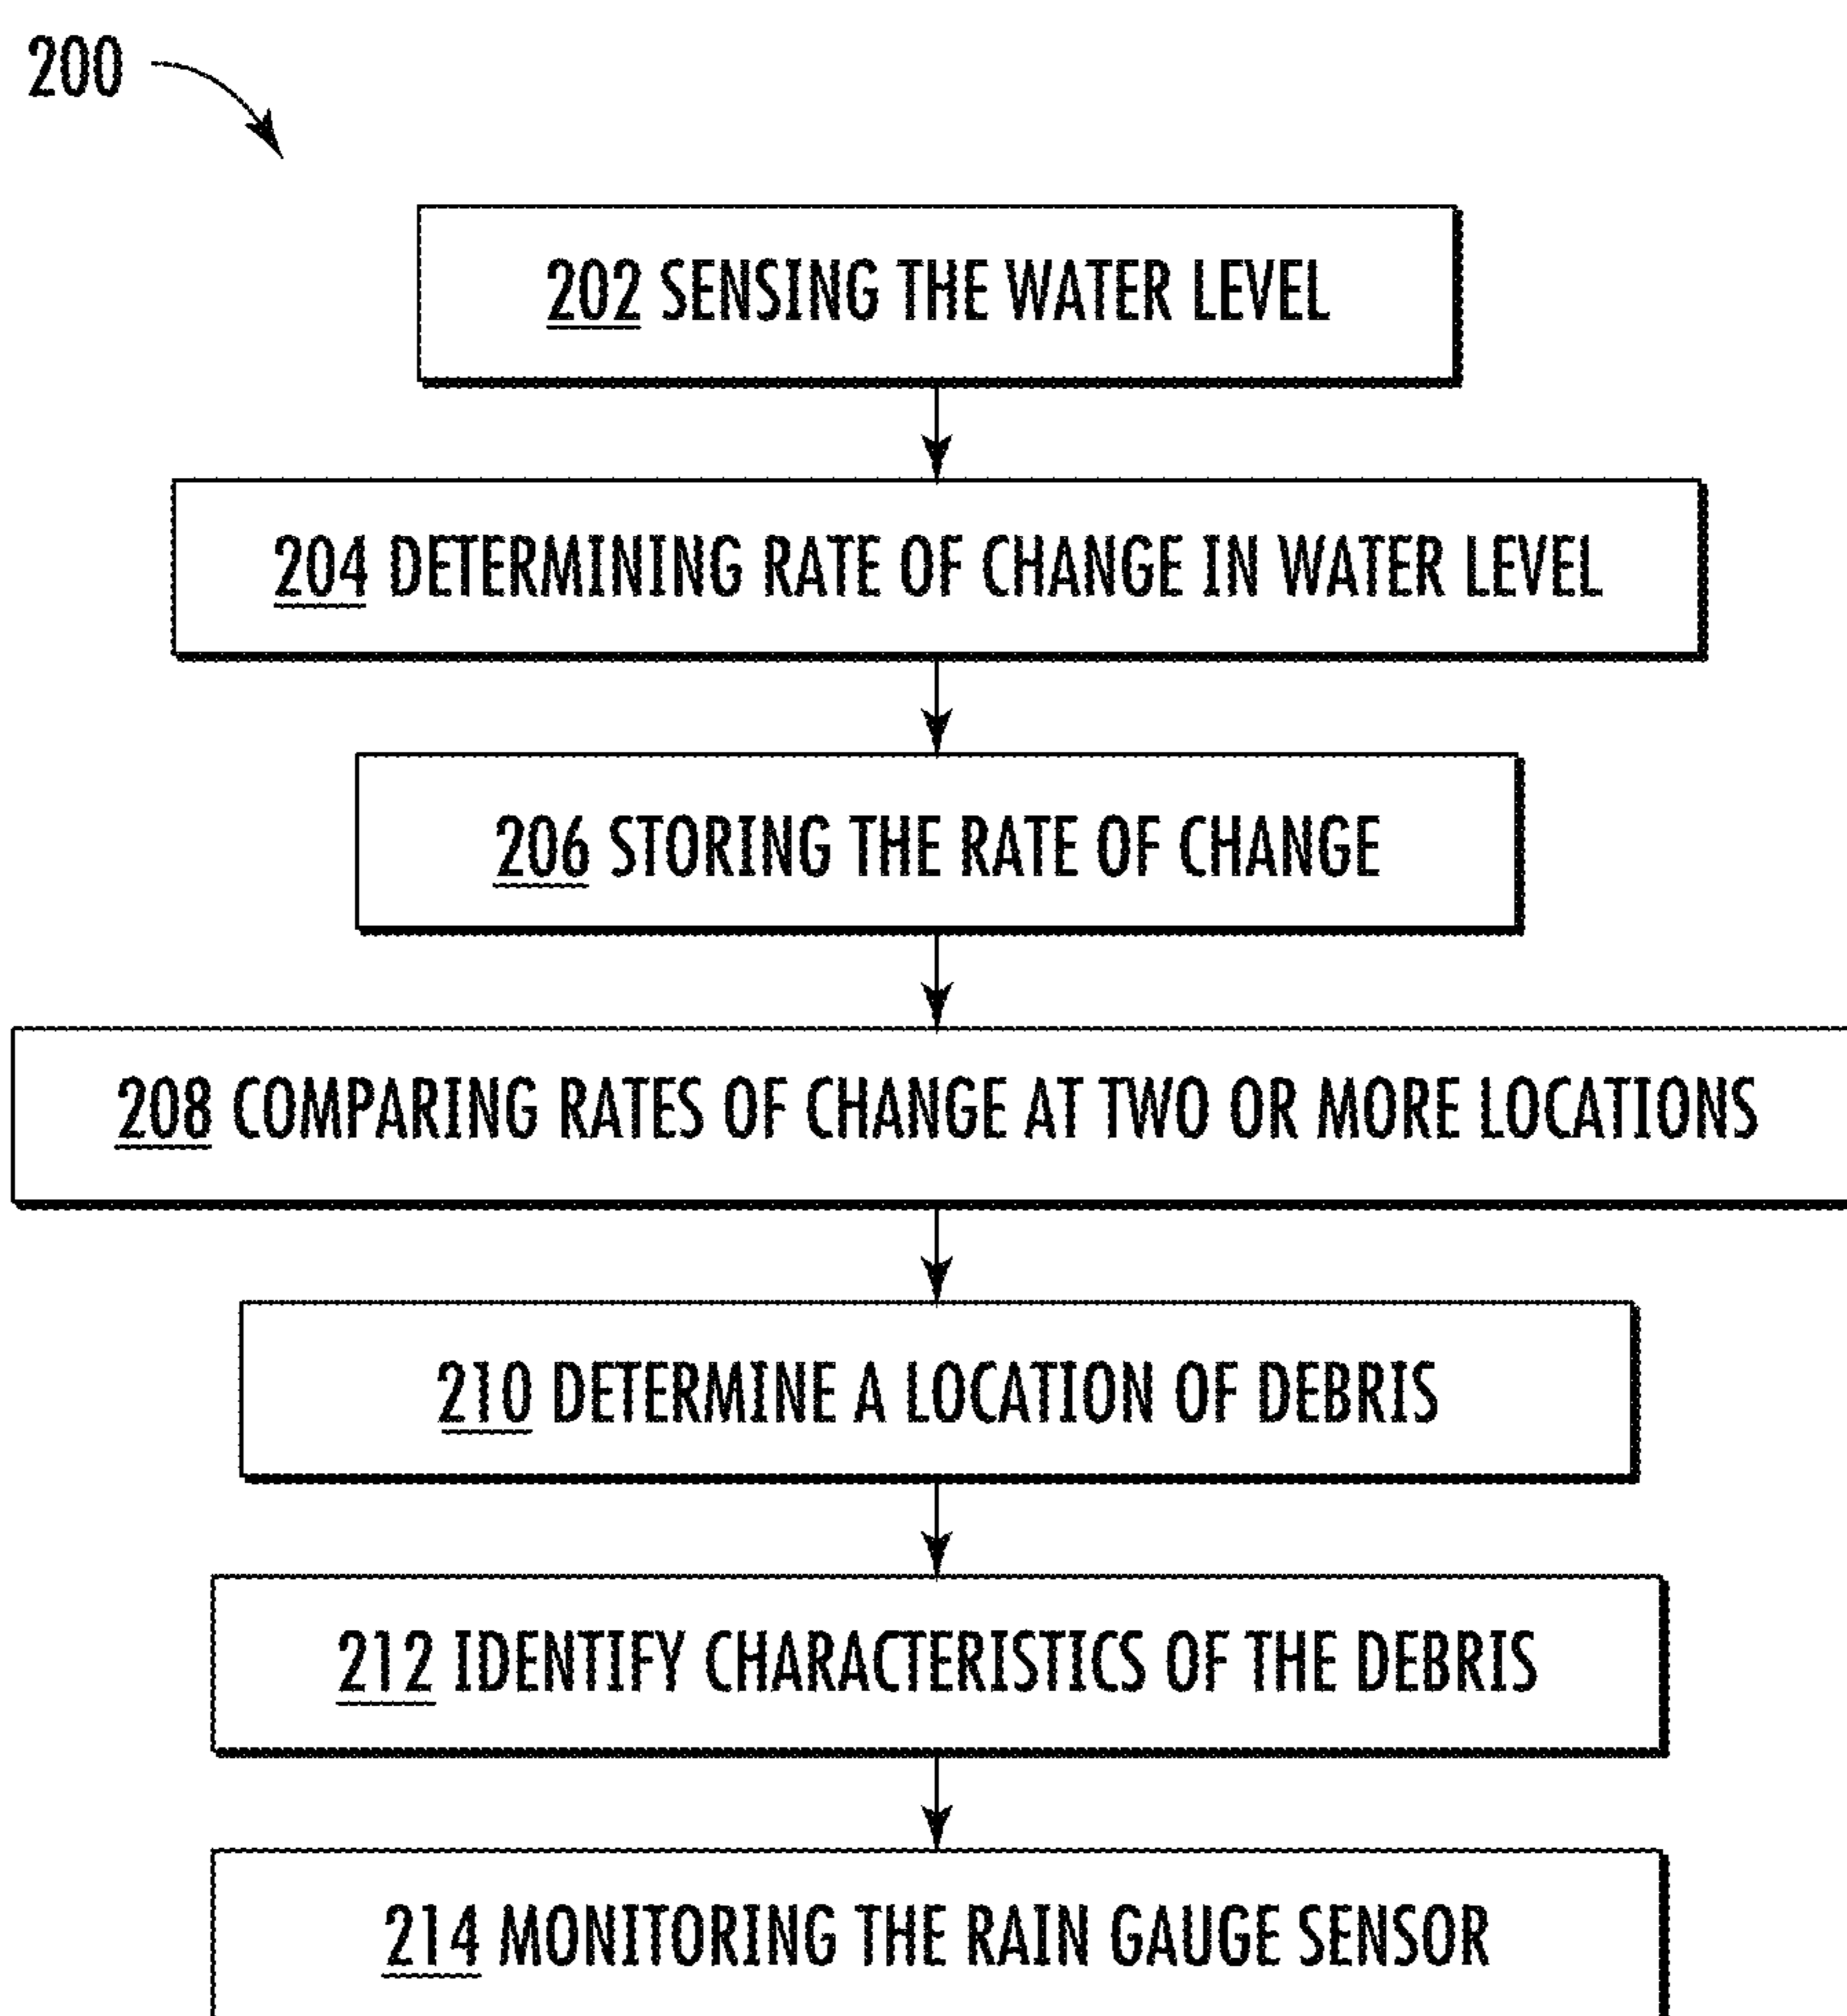 200
202 SENSING THE WATER LEVEL
204 DETERMINING RATE OF CHANGE IN WATER LEVEL
206 STORING THE RATE OF CHANGE
208 COMPARING RATES OF CHANGE AT TWO OR MORE LOCATIONS
210 DETERMINE A LOCATION OF DEBRIS
212 IDENTIFY CHARACTERISTICS OF THE DEBRIS
214 MONITORING THE RAIN GAUGE SENSOR